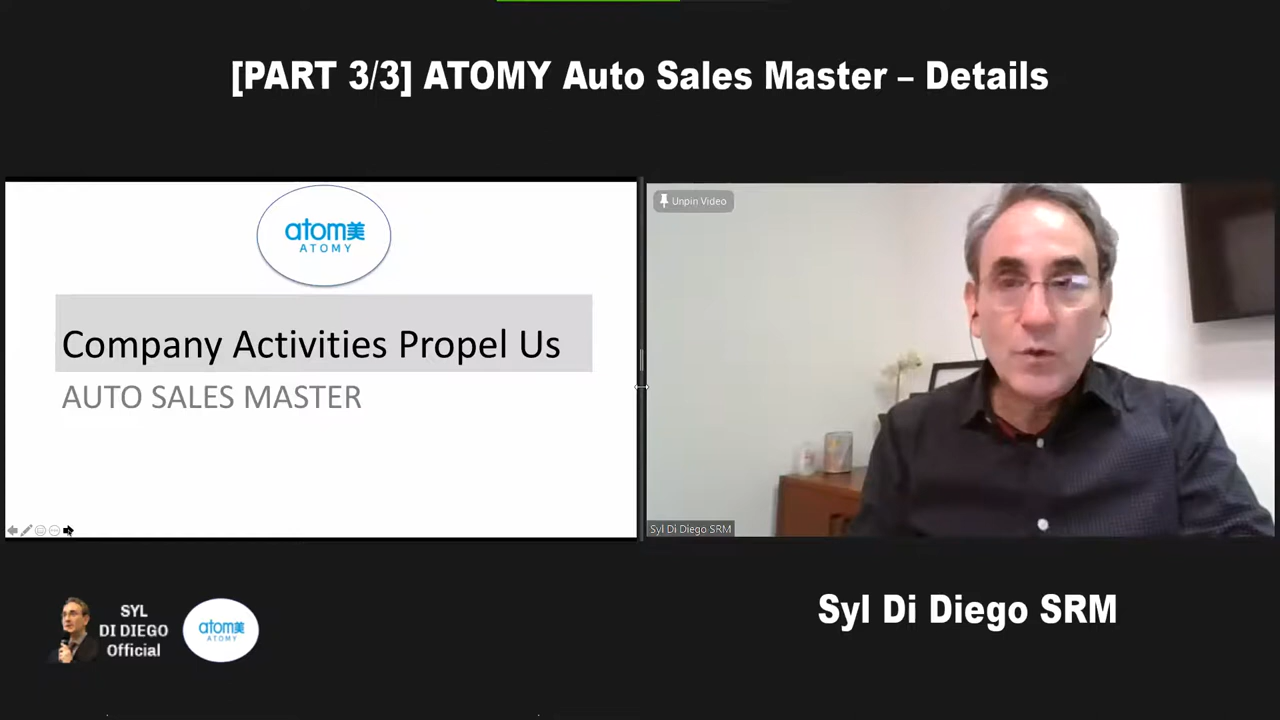 [PART 3/3] ATOMY Auto Sales Master – Details
atom美
ATOMY
Company Activities Propel Us
AUTO SALES MASTER
Unpin Video
Syl Di Diego SRM
SYL
DI DIEGO
Official
atom美
ATOMY
Syl Di Diego SRM